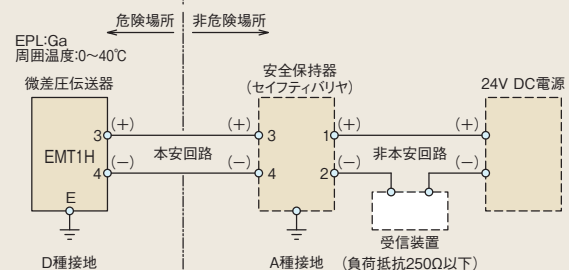 危険場所 非危険場所
EPL:Ga
周囲温度:0~40℃
微差圧伝送器
安全保持器
(セイフティバリヤ)
24V DC電源
3 (+) (+) 3 1 (+) (+)
EMT1H 本安回路 非本安回路
4 (−) (−) 4 2 (−) (−)
E
受信装置
D種接地 A種接地 (負荷抵抗250Ω以下)